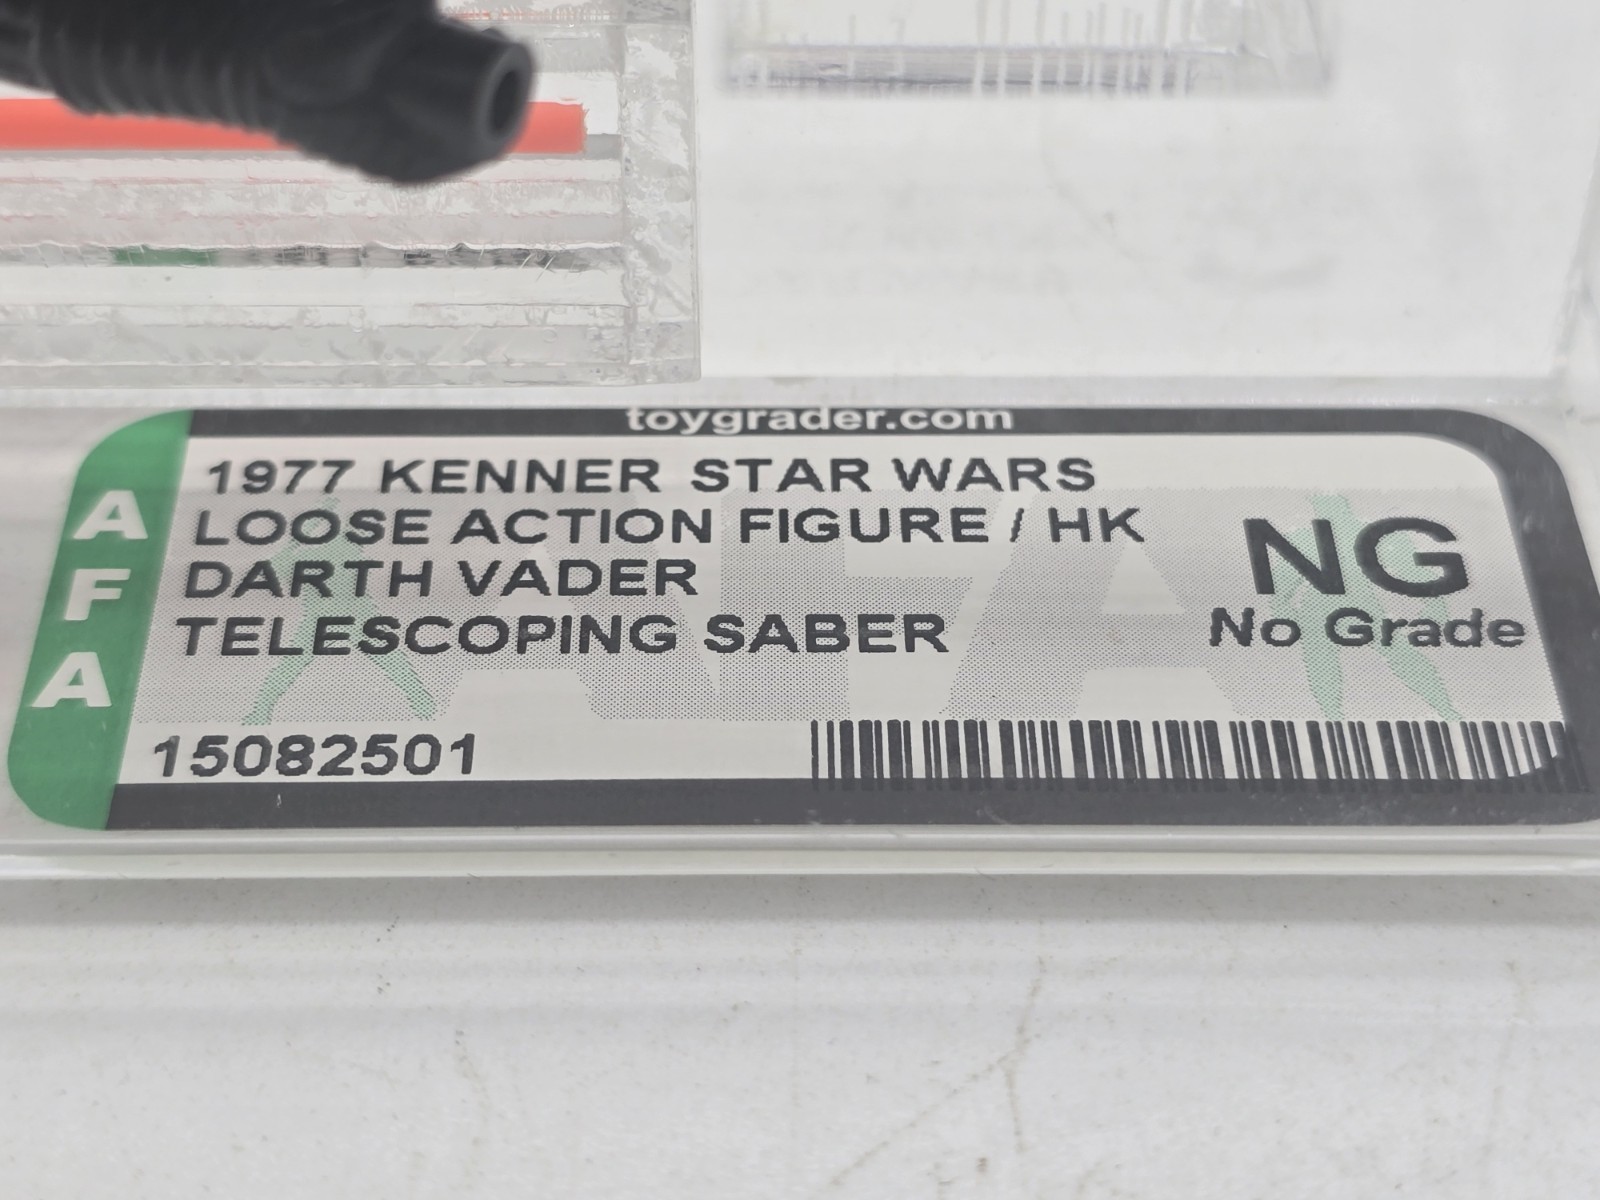 toygrader.com
AFA
1977 KENNER STAR WARS
LOOSE ACTION FIGURE / HK
DARTH VADER
TELESCOPING SABER
NG
No Grade
15082501